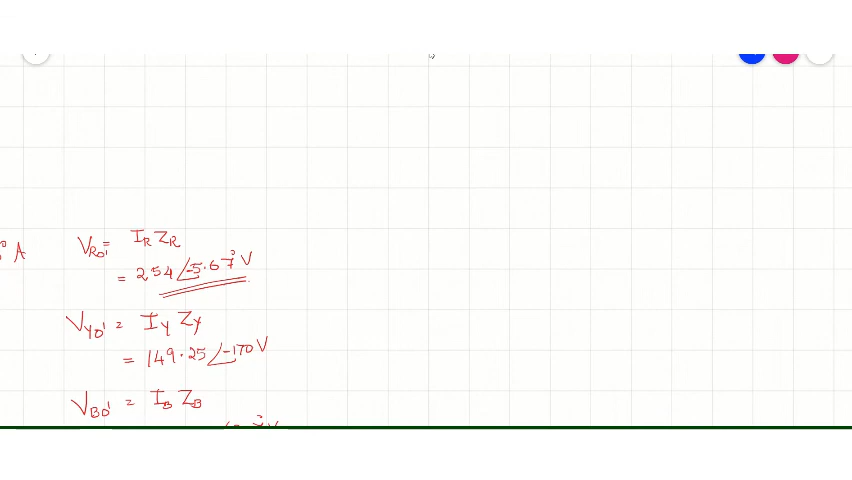 A
V_RO' = I_R Z_R
= 254 ∠-5.67° V
V_YO' = I_Y Z_Y
= 149.25 ∠-170 V
V_BO' = I_B Z_B